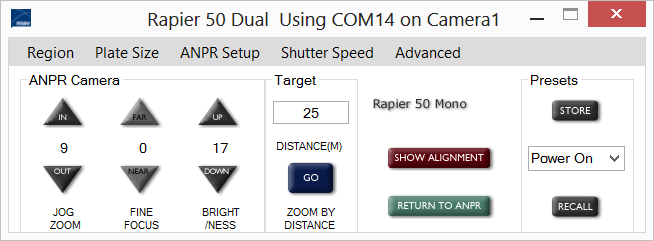 Rapier 50 Dual  Using COM14 on Camera1
Region Plate Size ANPR Setup Shutter Speed Advanced
ANPR Camera Target Presets
IN FAR UP
25
Rapier 50 Mono
STORE
9 0 17
DISTANCE(M)
SHOW ALIGNMENT
Power On
OUT NEAR DOWN
GO
RETURN TO ANPR
RECALL
JOG ZOOM
FINE FOCUS
BRIGHT /NESS
ZOOM BY DISTANCE